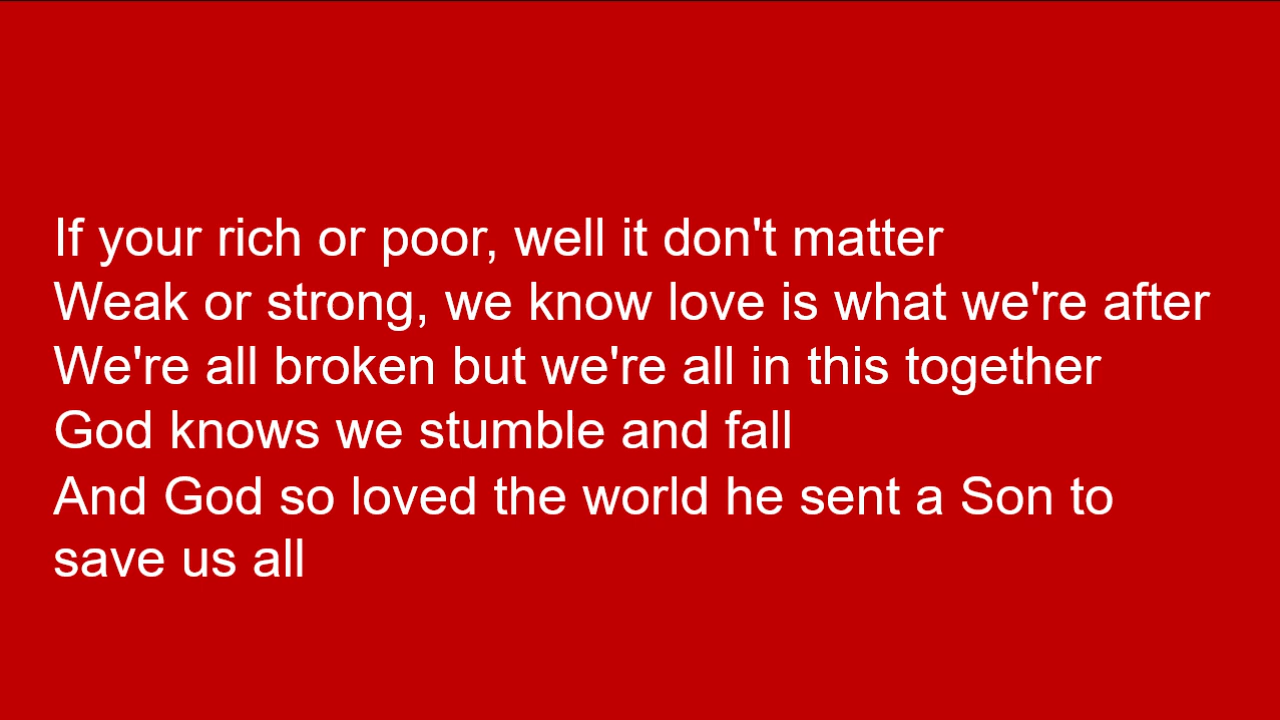 If your rich or poor, well it don't matter
Weak or strong, we know love is what we're after
We're all broken but we're all in this together
God knows we stumble and fall
And God so loved the world he sent a Son to
save us all